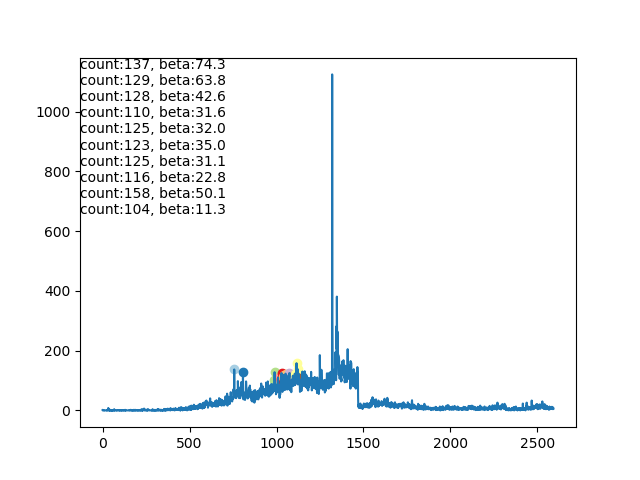 count:137, beta:74.3
count:129, beta:63.8
count:128, beta:42.6
count:110, beta:31.6
count:125, beta:32.0
count:123, beta:35.0
count:125, beta:31.1
count:116, beta:22.8
count:158, beta:50.1
count:104, beta:11.3
1000
800
600
400
200
0
0 500 1000 1500 2000 2500